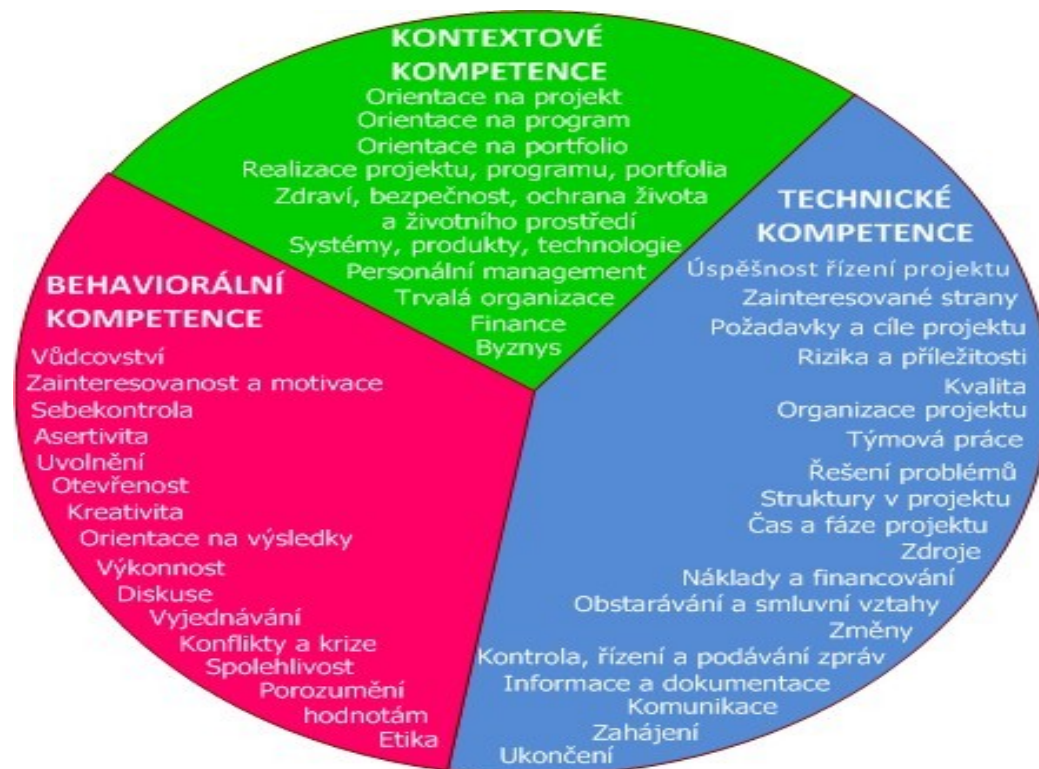 KONTEXTOVÉ
KOMPETENCE
Orientace na projekt
Orientace na program
Orientace na portfolio
Realizace projektu, programu, portfolia
Zdraví, bezpečnost, ochrana života
a životního prostředí
Systémy, produkty, technologie
Personální management
Trvalá organizace
Finance
Byznys
BEHAVIORÁLNÍ
KOMPETENCE
Vůdcovství
Zainteresovanost a motivace
Sebekontrola
Asertivita
Uvolnění
Otevřenost
Kreativita
Orientace na výsledky
Výkonnost
Diskuse
Vyjednávání
Konflikty a krize
Spolehlivost
Porozumění
hodnotám
Etika
TECHNICKÉ
KOMPETENCE
Úspěšnost řízení projektu
Zainteresované strany
Požadavky a cíle projektu
Rizika a příležitosti
Kvalita
Organizace projektu
Týmová práce
Řešení problémů
Struktury v projektu
Čas a fáze projektu
Zdroje
Náklady a financování
Obstarávání a smluvní vztahy
Změny
Kontrola, řízení a podávání zpráv
Informace a dokumentace
Komunikace
Zahájení
Ukončení